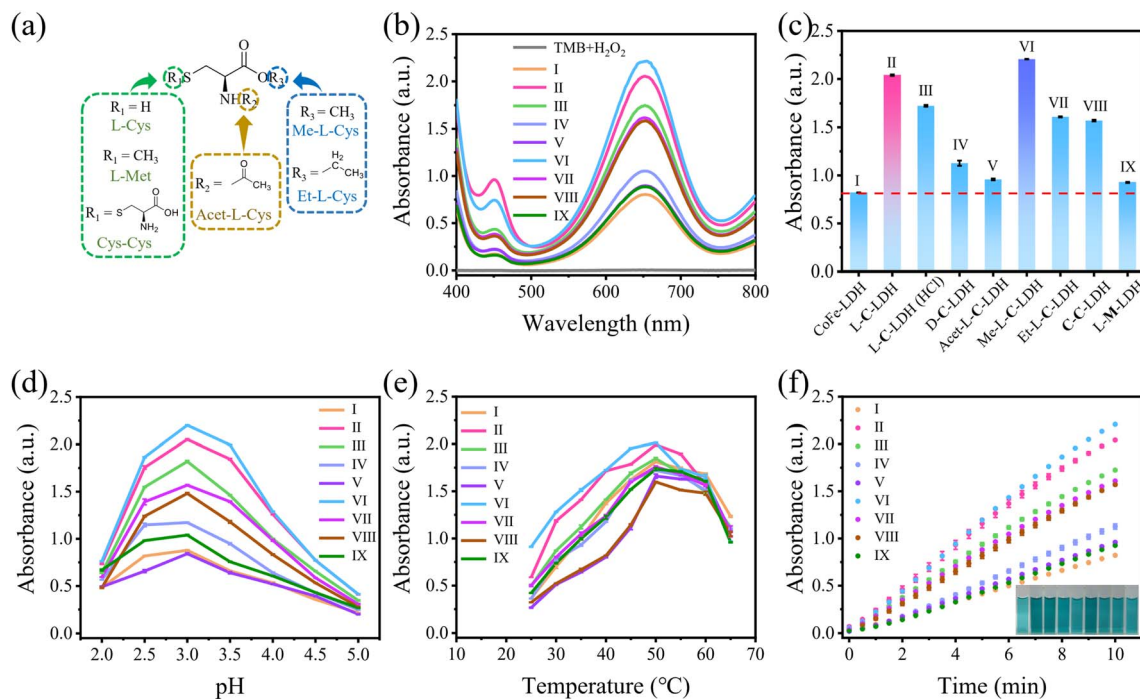 (a)
R₁
S
O
OR₃
NHR₂
R₁ = H
L-Cys
R₁ = CH₃
L-Met
R₁ =
S
O
OH
NH₂
Cys-Cys
R₂ =
O
CH₃
Acet-L-Cys
R₃ = CH₃
Me-L-Cys
R₃ =
H₂
C
CH₃
Et-L-Cys
(b)
Absorbance (a.u.)
2.5
2.0
1.5
1.0
0.5
0.0
TMB+H₂O₂
I
II
III
IV
V
VI
VII
VIII
IX
400 500 600 700 800
Wavelength (nm)
(c)
Absorbance (a.u.)
2.5
2.0
1.5
1.0
0.5
0.0
I
II
III
IV
V
VI
VII
VIII
IX
CoFe-LDH
L-C-LDH
L-C-LDH (HCl)
D-C-LDH
Acet-L-C-LDH
Me-L-C-LDH
Et-L-C-LDH
C-C-LDH
L-M-LDH
(d)
Absorbance (a.u.)
2.5
2.0
1.5
1.0
0.5
0.0
I
II
III
IV
V
VI
VII
VIII
IX
2.0 2.5 3.0 3.5 4.0 4.5 5.0
pH
(e)
Absorbance (a.u.)
2.5
2.0
1.5
1.0
0.5
0.0
I
II
III
IV
V
VI
VII
VIII
IX
10 20 30 40 50 60 70
Temperature (℃)
(f)
Absorbance (a.u.)
2.5
2.0
1.5
1.0
0.5
0.0
I
II
III
IV
V
VI
VII
VIII
IX
0 2 4 6 8 10
Time (min)